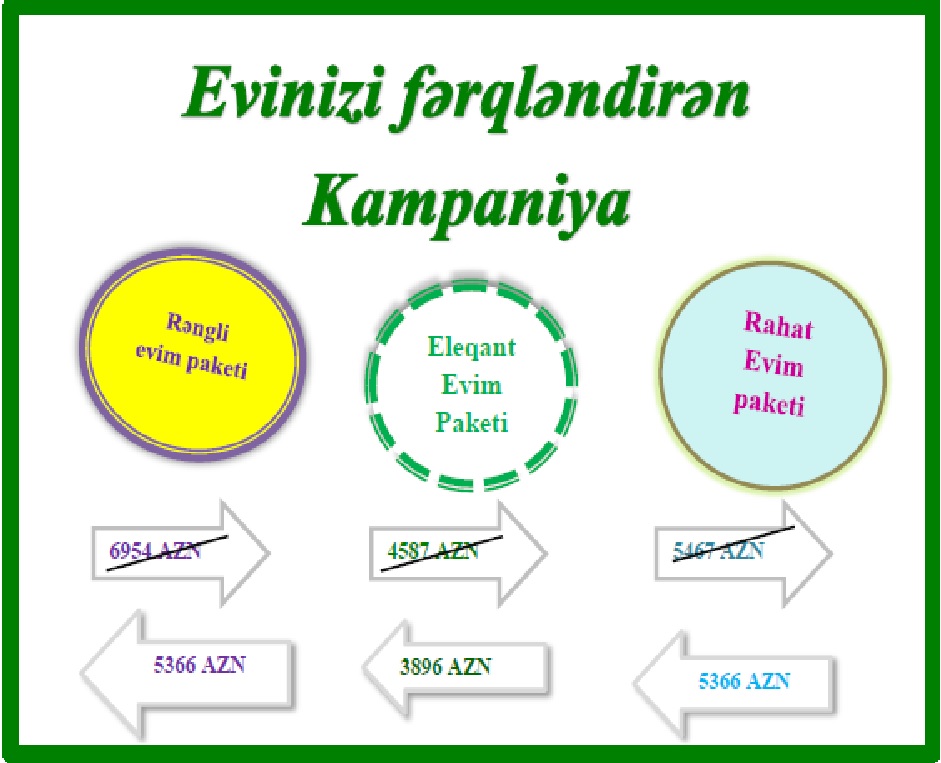 Evinizi fərqləndirən
Kampaniya
Rəngli
evim paketi
Eleqant
Evim
Paketi
Rahat
Evim
paketi
6954 AZN
4587 AZN
5467 AZN
5366 AZN
3896 AZN
5366 AZN